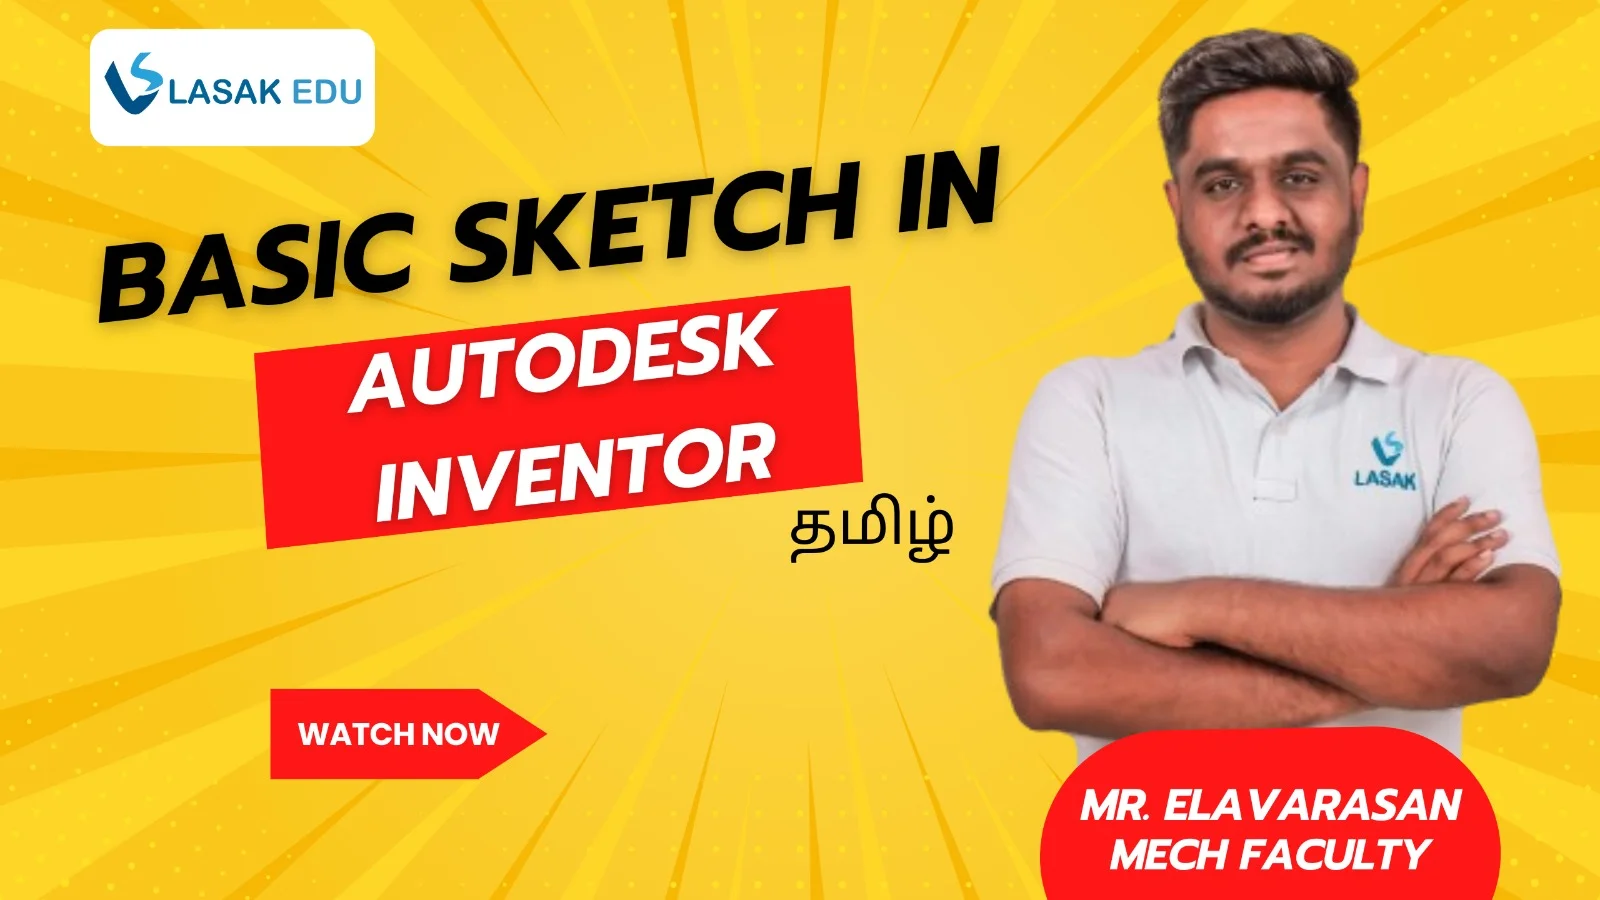 LASAK EDU
BASIC SKETCH IN
AUTODESK
INVENTOR
தமிழ்
LASAK
WATCH NOW
MR. ELAVARASAN
MECH FACULTY